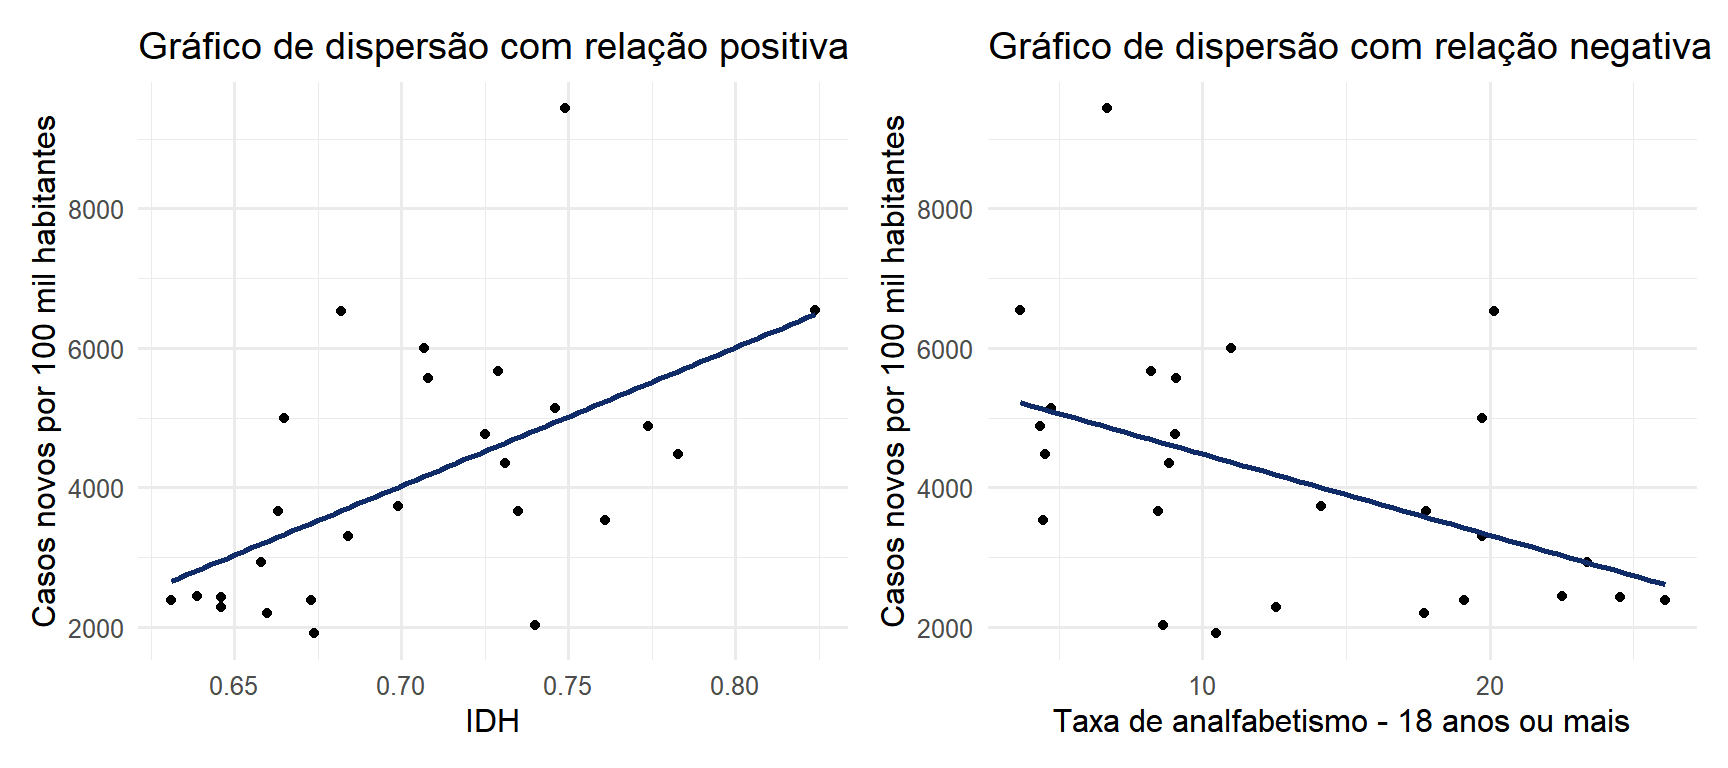 Gráfico de dispersão com relação positiva
Casos novos por 100 mil habitantes
8000
6000
4000
2000
0.65 0.70 0.75 0.80
IDH
Gráfico de dispersão com relação negativa
Casos novos por 100 mil habitantes
8000
6000
4000
2000
10 20
Taxa de analfabetismo - 18 anos ou mais